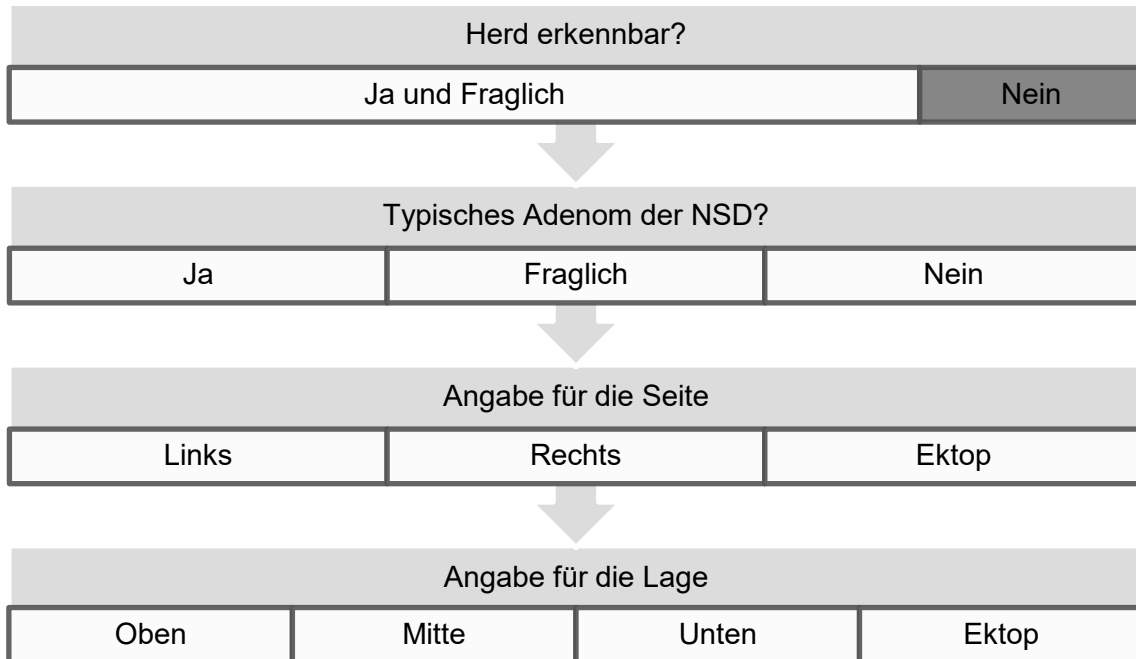 Herd erkennbar?
Ja und Fraglich Nein
Typisches Adenom der NSD?
Ja Fraglich Nein
Angabe für die Seite
Links Rechts Ektop
Angabe für die Lage
Oben Mitte Unten Ektop